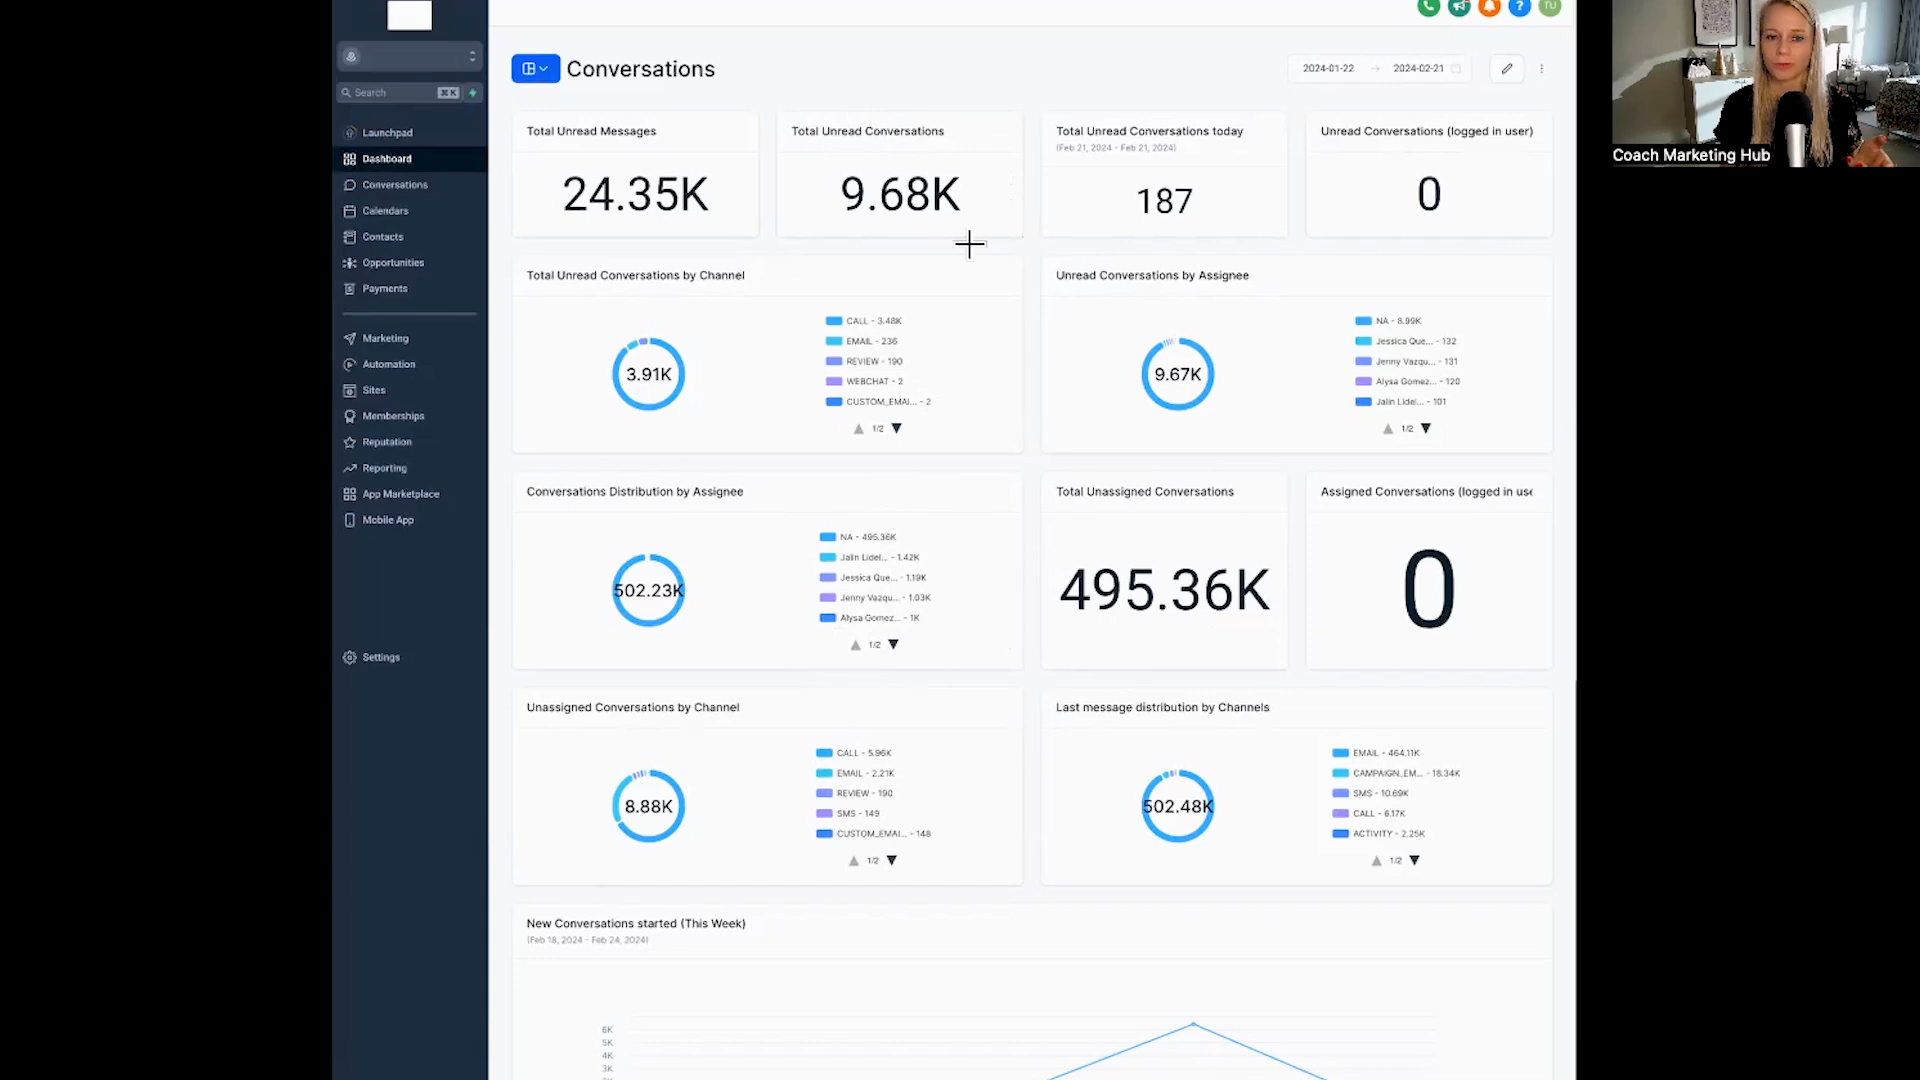 TU
Search
⌘K
Launchpad
Dashboard
Conversations
Calendars
Contacts
Opportunities
Payments
Marketing
Automation
Sites
Memberships
Reputation
Reporting
App Marketplace
Mobile App
Settings
Conversations
2024-01-22 → 2024-02-21
Coach Marketing Hub
Total Unread Messages
24.35K
Total Unread Conversations
9.68K
Total Unread Conversations today
(Feb 21, 2024 - Feb 21, 2024)
187
Unread Conversations (logged in user)
0
Total Unread Conversations by Channel
3.91K
CALL - 3.48K
EMAIL - 236
REVIEW - 190
WEBCHAT - 2
CUSTOM_EMAI... - 2
1/2
Unread Conversations by Assignee
9.67K
NA - 8.99K
Jessica Que... - 132
Jenny Vazqu... - 131
Alysa Gomez... - 120
Jalin Lidel... - 101
1/2
Conversations Distribution by Assignee
502.23K
NA - 495.36K
Jalin Lidel... - 1.42K
Jessica Que... - 1.19K
Jenny Vazqu... - 1.03K
Alysa Gomez... - 1K
1/2
Total Unassigned Conversations
495.36K
Assigned Conversations (logged in use
0
Unassigned Conversations by Channel
8.88K
CALL - 5.96K
EMAIL - 2.21K
REVIEW - 190
SMS - 149
CUSTOM_EMAI... - 148
1/2
Last message distribution by Channels
502.48K
EMAIL - 464.11K
CAMPAIGN_EM... - 18.34K
SMS - 10.69K
CALL - 6.17K
ACTIVITY - 2.25K
1/2
New Conversations started (This Week)
(Feb 18, 2024 - Feb 24, 2024)
6K
5K
4K
3K